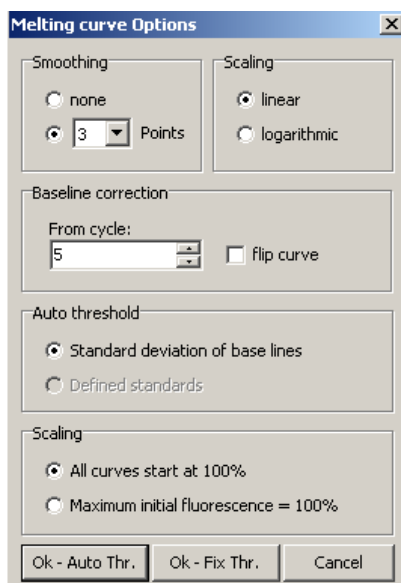 Melting curve Options
Smoothing
none
3 Points
Scaling
linear
logarithmic
Baseline correction
From cycle:
5
flip curve
Auto threshold
Standard deviation of base lines
Defined standards
Scaling
All curves start at 100%
Maximum initial fluorescence = 100%
Ok - Auto Thr. Ok - Fix Thr. Cancel